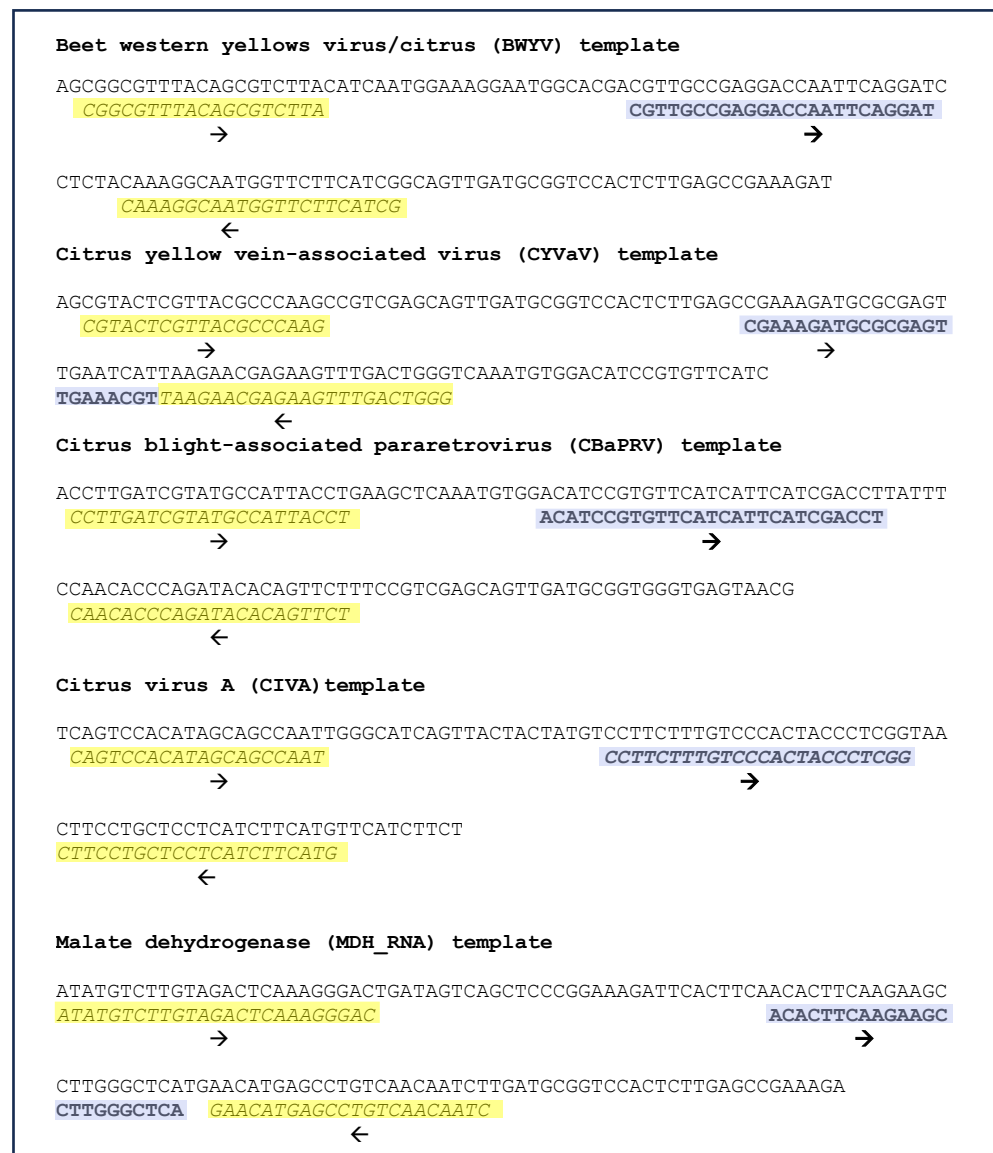 Beet western yellows virus/citrus (BWYV) template
AGCGGCGTTTACAGCGTCTTACATCAATGGAAAGGAATGGCACGACGTTGCCGAGGACCAATTCAGGATC
CGGCGTTTACAGCGTCTTA CGTTGCCGAGGACCAATTCAGGAT
→ →
CTCTACAAAGGCAATGGTTCTTCATCGGCAGTTGATGCGGTCCACTCTTGAGCCGAAAGAT
CAAAGGCAATGGTTCTTCATCG
←
Citrus yellow vein-associated virus (CYVaV) template
AGCGTACTCGTTACGCCCAAGCCGTCGAGCAGTTGATGCGGTCCACTCTTGAGCCGAAAGATGCGCGAGT
CGTACTCGTTACGCCCAAG CGAAAGATGCGCGAGT
→ →
TGAATCATTAAGAACGAGAAGTTTGACTGGGTCAAATGTGGACATCCGTGTTCATC
TGAAACGTTAAGAACGAGAAGTTTGACTGGG
←
Citrus blight-associated pararetrovirus (CBaPRV) template
ACCTTGATCGTATGCCATTACCTGAAGCTCAAATGTGGACATCCGTGTTCATCATTCATCGACCTTATTT
CCTTGATCGTATGCCATTACCT ACATCCGTGTTCATCATTCATCGACCT
→ →
CCAACACCCAGATACACAGTTCTTTCCGTCGAGCAGTTGATGCGGTGGGTGAGTAACG
CAACACCCAGATACACAGTTCT
←
Citrus virus A (CIVA)template
TCAGTCCACATAGCAGCCAATTGGGCATCAGTTACTACTATGTCCTTCTTTGTCCCACTACCCTCGGTAA
CAGTCCACATAGCAGCCAAT CCTTCTTTGTCCCACTACCCTCGG
→ →
CTTCCTGCTCCTCATCTTCATGTTCATCTTCT
CTTCCTGCTCCTCATCTTCATG
←
Malate dehydrogenase (MDH_RNA) template
ATATGTCTTGTAGACTCAAAGGGACTGATAGTCAGCTCCCGGAAAGATTCACTTCAACACTTCAAGAAGC
ATATGTCTTGTAGACTCAAAGGGAC ACACTTCAAGAAGC
→ →
CTTGGGCTCATGAACATGAGCCTGTCAACAATCTTGATGCGGTCCACTCTTGAGCCGAAAGA
CTTGGGCTCA GAACATGAGCCTGTCAACAATC
←